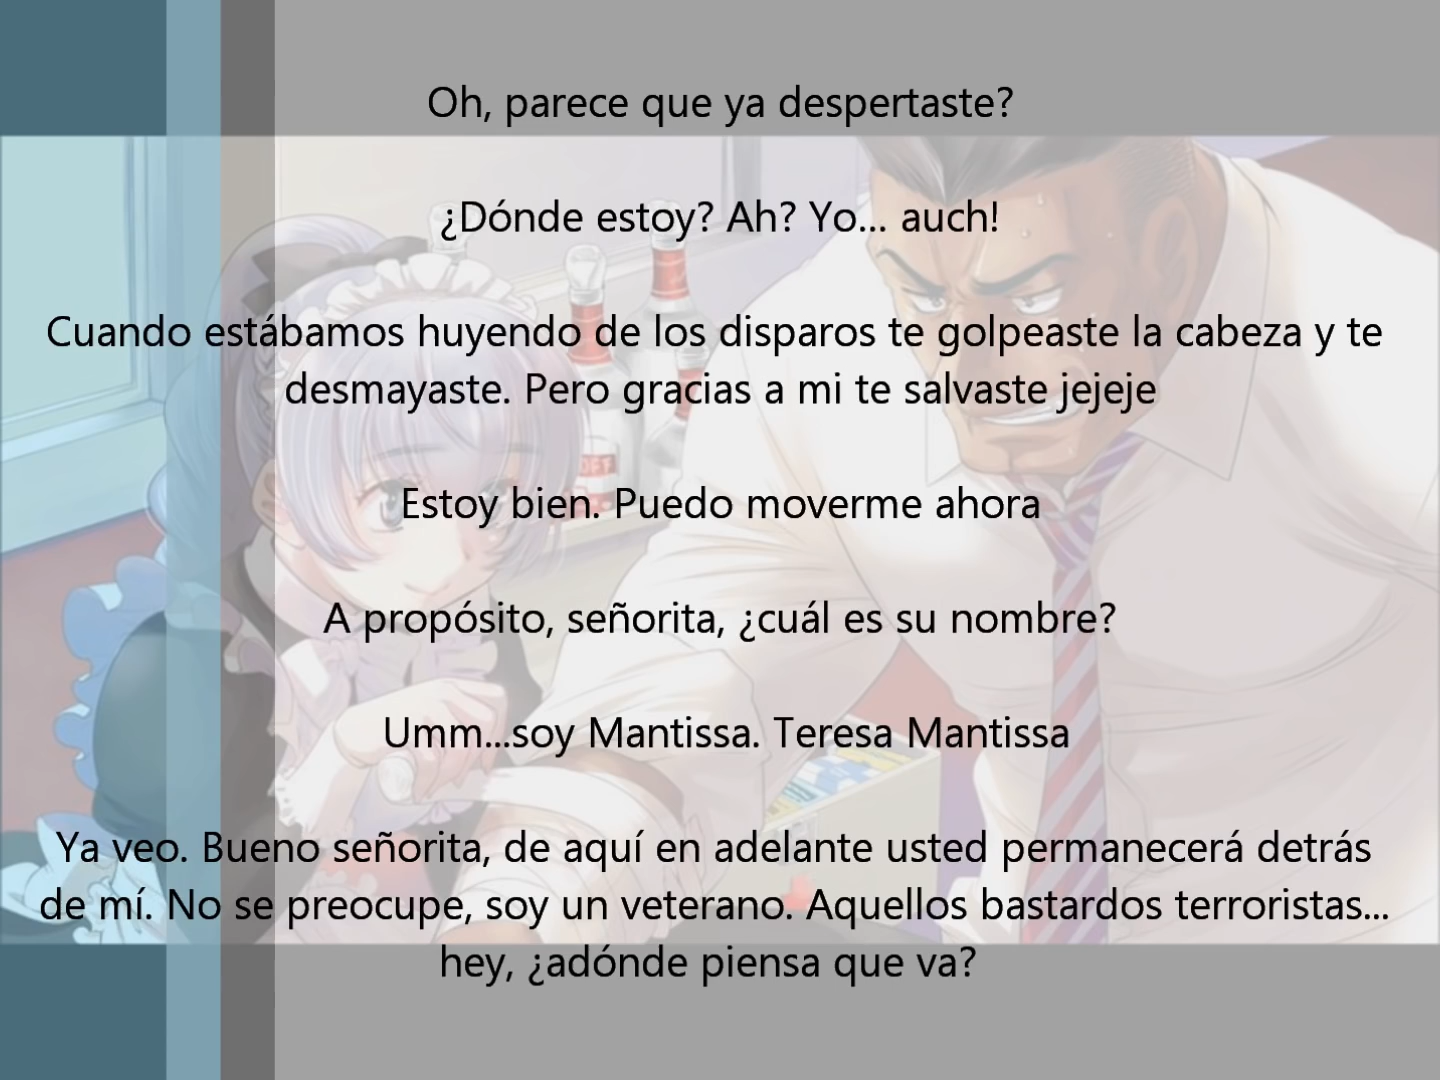 Oh, parece que ya despertaste?
¿Dónde estoy? Ah? Yo... auch!
Cuando estábamos huyendo de los disparos te golpeaste la cabeza y te
desmayaste. Pero gracias a mi te salvaste jejeje
Estoy bien. Puedo moverme ahora
A propósito, señorita, ¿cuál es su nombre?
Umm...soy Mantissa. Teresa Mantissa
Ya veo. Bueno señorita, de aquí en adelante usted permanecerá detrás
de mí. No se preocupe, soy un veterano. Aquellos bastardos terroristas...
hey, ¿adónde piensa que va?